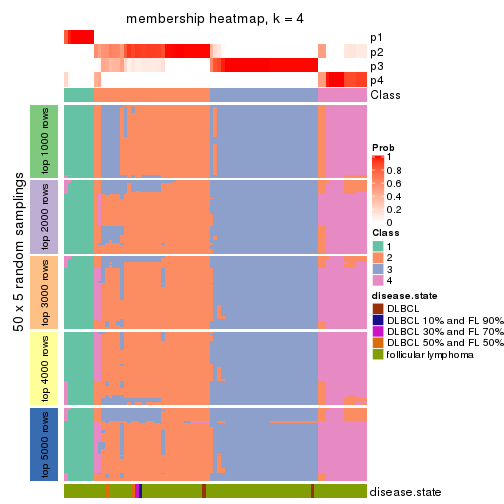 membership heatmap, k = 4
p1
p2
p3
p4
Class
50 x 5 random samplings
top 1000 rows
top 2000 rows
top 3000 rows
top 4000 rows
top 5000 rows
Prob
1
0.8
0.6
0.4
0.2
0
Class
1
2
3
4
disease.state
DLBCL
DLBCL 10% and FL 90%
DLBCL 30% and FL 70%
DLBCL 50% and FL 50%
follicular lymphoma
disease.state